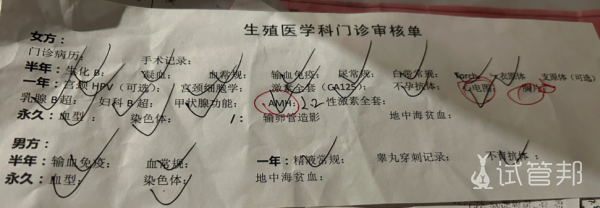 生殖医学科门诊审核单
女方:
门诊病历: 手术记录:
半年: 生化 B: 凝血: 血常规: 输血免疫: 尿常规: 白带常规: Torch: 衣原体 支原体(可选)
一年: 宫颈 HPV(可选): 宫颈细胞学: 激素全套(CA125): 不孕抗体: 心电图: 胸片:
乳腺 B 超: 妇科 B 超: 甲状腺功能: AMH: 性激素全套:
永久: 血型: 染色体: 输卵管造影 地中海贫血:
男方:
半年: 输血免疫: 血常规: 一年: 精液常规: 睾丸穿刺记录: 不育抗体:
永久: 血型: 染色体: 地中海贫血:
试管邦